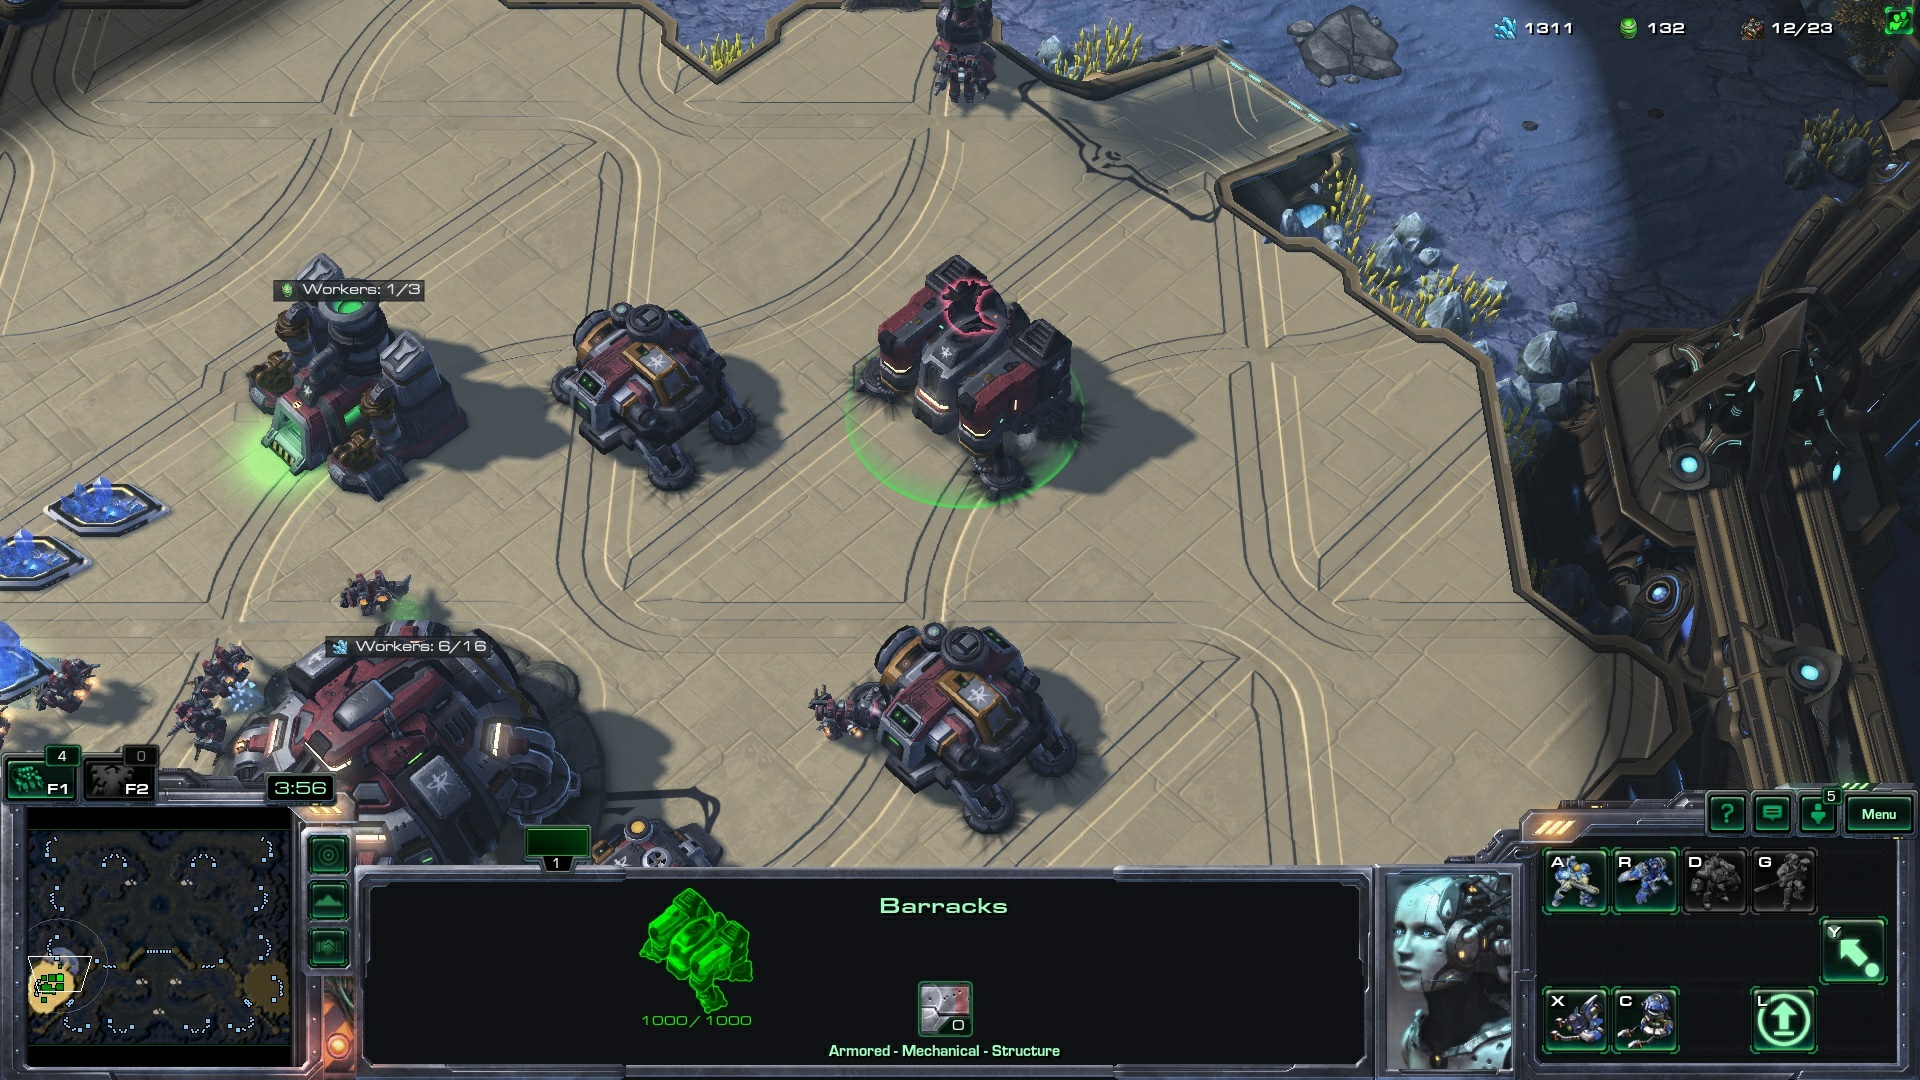 1311 132 12/23
Workers: 1/3
Workers: 6/16
4 0
F1 F2
3:56
5
? Menu
1
Barracks
1000/1000
0
Armored - Mechanical - Structure
A R D G
Y
X C L